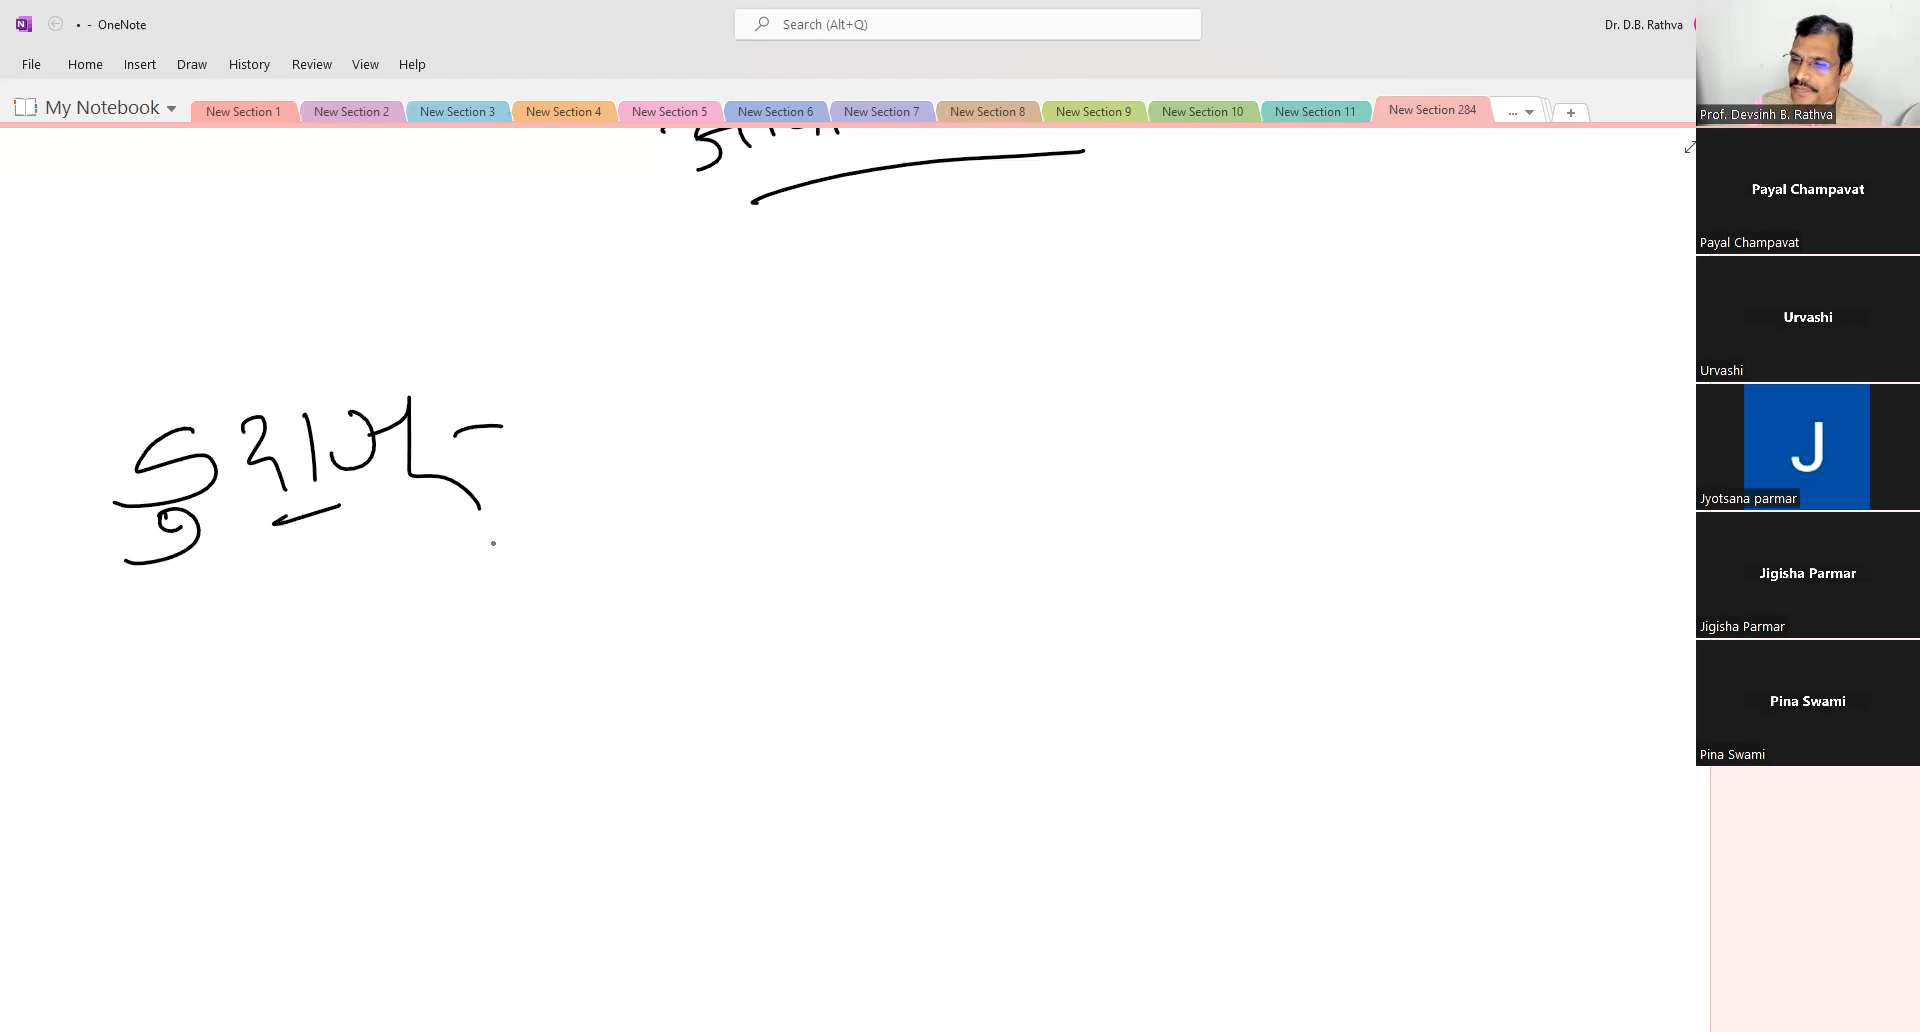 • - OneNote
Search (Alt+Q)
Dr. D.B. Rathva
File Home Insert Draw History Review View Help
My Notebook
New Section 1 New Section 2 New Section 3 New Section 4 New Section 5 New Section 6 New Section 7 New Section 8 New Section 9 New Section 10 New Section 11 New Section 284 ...
Prof. Devsinh B. Rathva
Payal Champavat
Payal Champavat
Urvashi
Urvashi
J
Jyotsana parmar
Jigisha Parmar
Jigisha Parmar
Pina Swami
Pina Swami